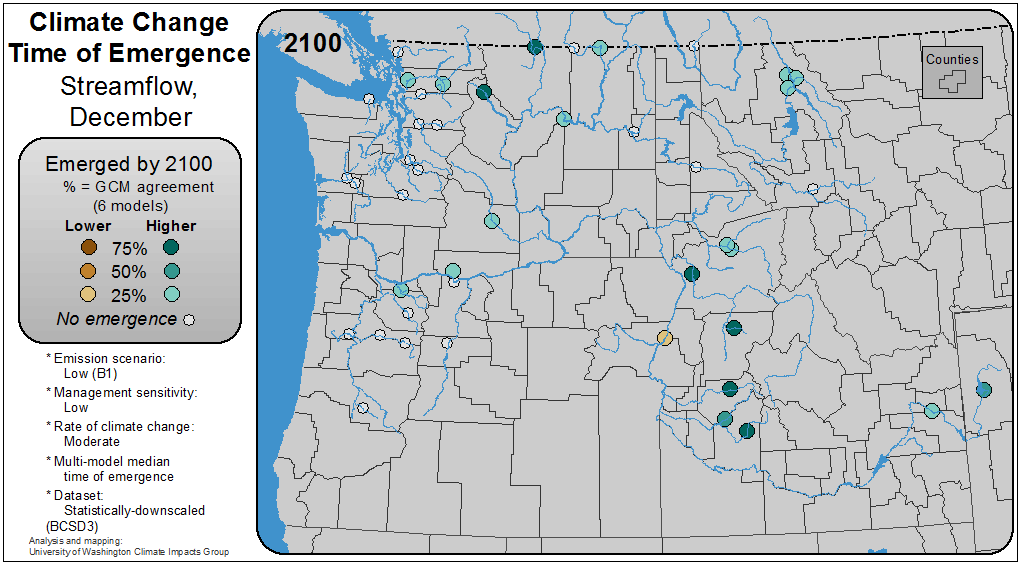 Climate Change
Time of Emergence
Streamflow,
December
Emerged by 2100
% = GCM agreement
(6 models)
Lower Higher
75%
50%
25%
No emergence
* Emission scenario:
Low (B1)
* Management sensitivity:
Low
* Rate of climate change:
Moderate
* Multi-model median
time of emergence
* Dataset:
Statistically-downscaled
(BCSD3)
Analysis and mapping:
University of Washington Climate Impacts Group
2100
Counties